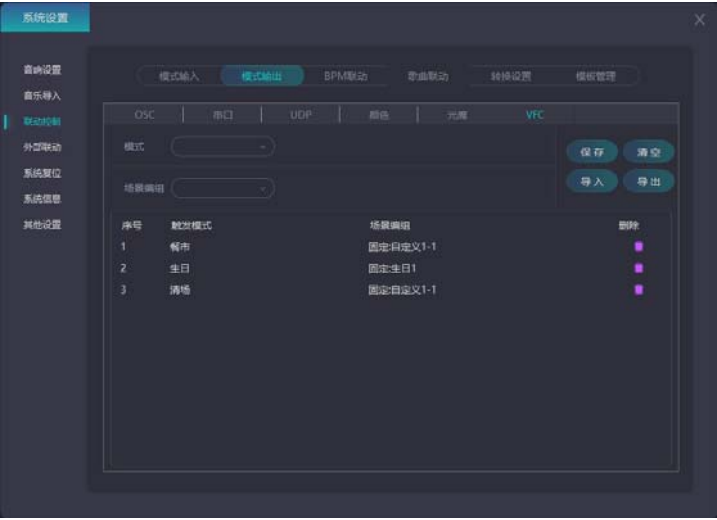 系统设置
音响设置
音乐导入
联动控制
外部联动
系统复位
系统信息
其他设置
模式输入 模式输出 BPM联动 歌曲联动 转换设置 模板管理
OSC 串口 UDP 颜色 光魔 VFC
模式
场景编组
保存 清空
导入 导出
序号 触发模式 场景编组 删除
1 餐市 固定:自定义1-1
2 生日 固定:生日1
3 清场 固定:自定义1-1